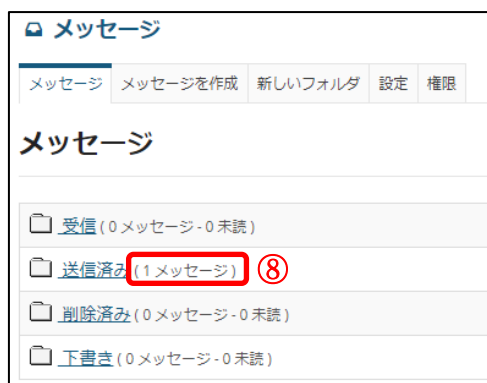 メッセージ
メッセージ メッセージを作成 新しいフォルダ 設定 権限
メッセージ
受信 (0メッセージ-0未読)
送信済み (1メッセージ) ⑧
削除済み (0メッセージ-0未読)
下書き (0メッセージ-0未読)